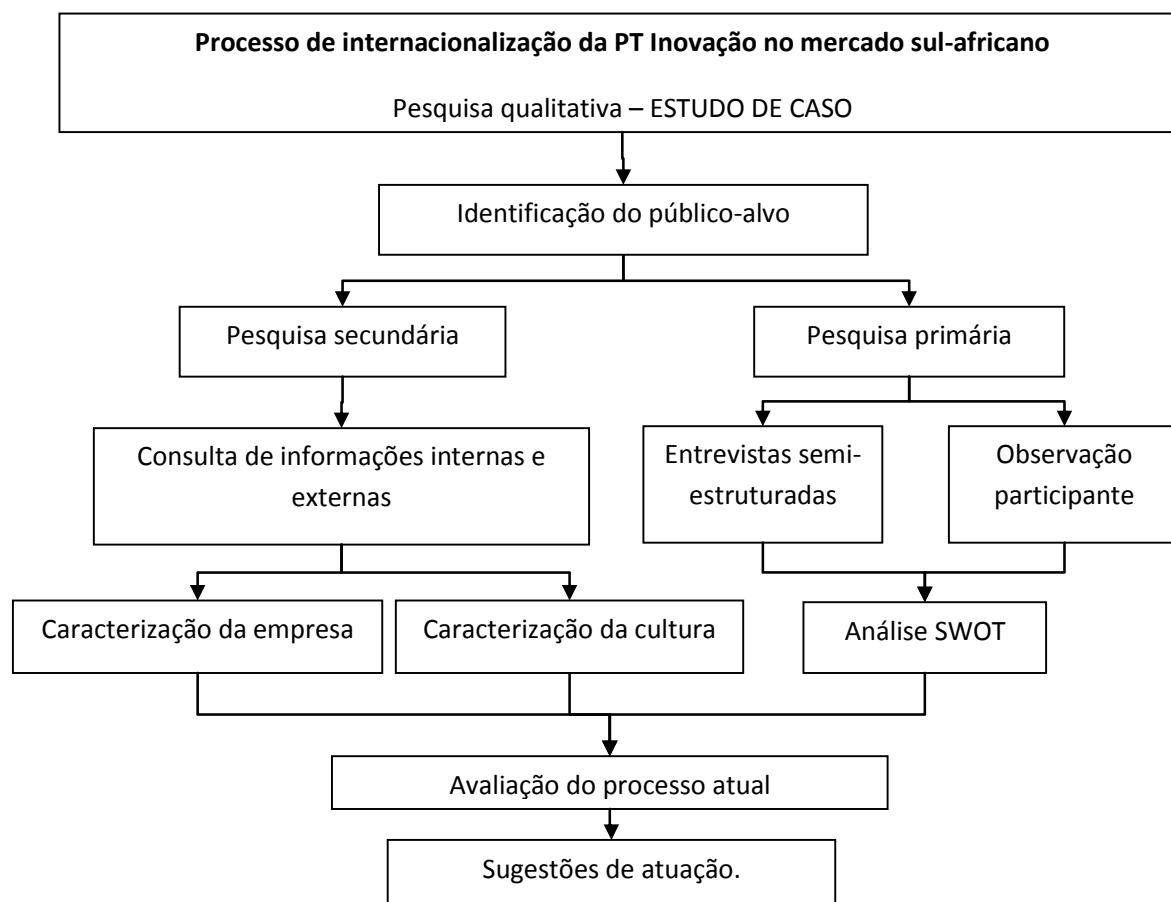 Processo de internacionalização da PT Inovação no mercado sul-africano
Pesquisa qualitativa – ESTUDO DE CASO
Identificação do público-alvo
Pesquisa secundária
Pesquisa primária
Consulta de informações internas e
externas
Entrevistas semi-
estruturadas
Observação
participante
Caracterização da empresa
Caracterização da cultura
Análise SWOT
Avaliação do processo atual
Sugestões de atuação.